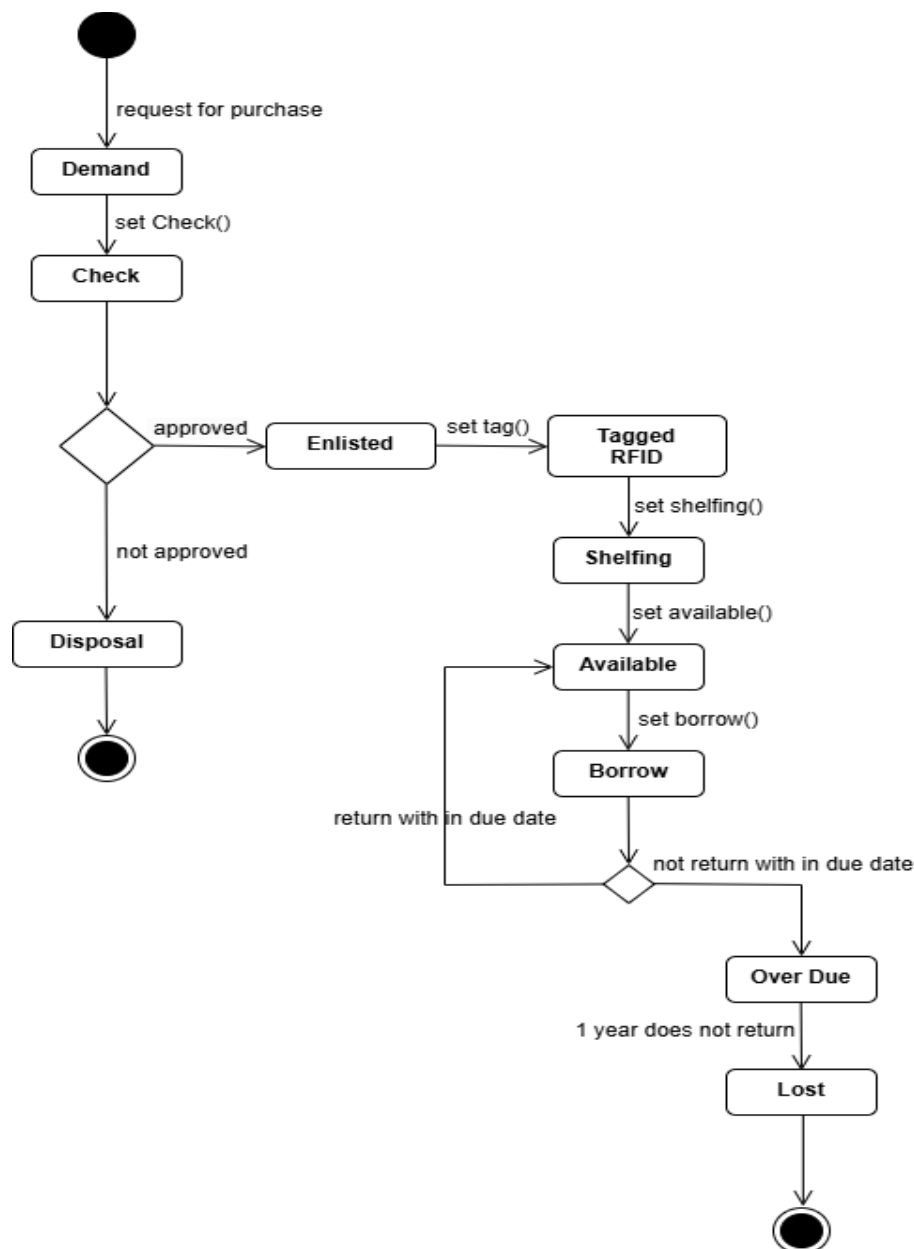 request for purchase
Demand
set Check()
Check
approved
Enlisted
set tag()
Tagged
RFID
set shelfing()
not approved
Shelfing
set available()
Disposal
Available
set borrow()
Borrow
return with in due date
not return with in due date
Over Due
1 year does not return
Lost